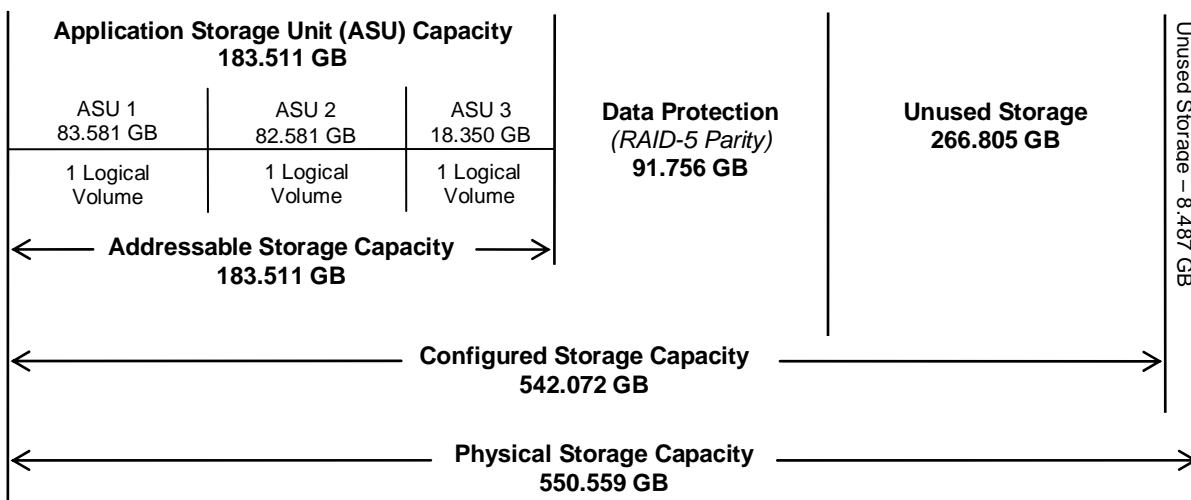 Application Storage Unit (ASU) Capacity
183.511 GB
ASU 1
83.581 GB
ASU 2
82.581 GB
ASU 3
18.350 GB
1 Logical
Volume
1 Logical
Volume
1 Logical
Volume
Addressable Storage Capacity
183.511 GB
Data Protection
(RAID-5 Parity)
91.756 GB
Unused Storage
266.805 GB
Unused Storage – 8.487 GB
Configured Storage Capacity
542.072 GB
Physical Storage Capacity
550.559 GB